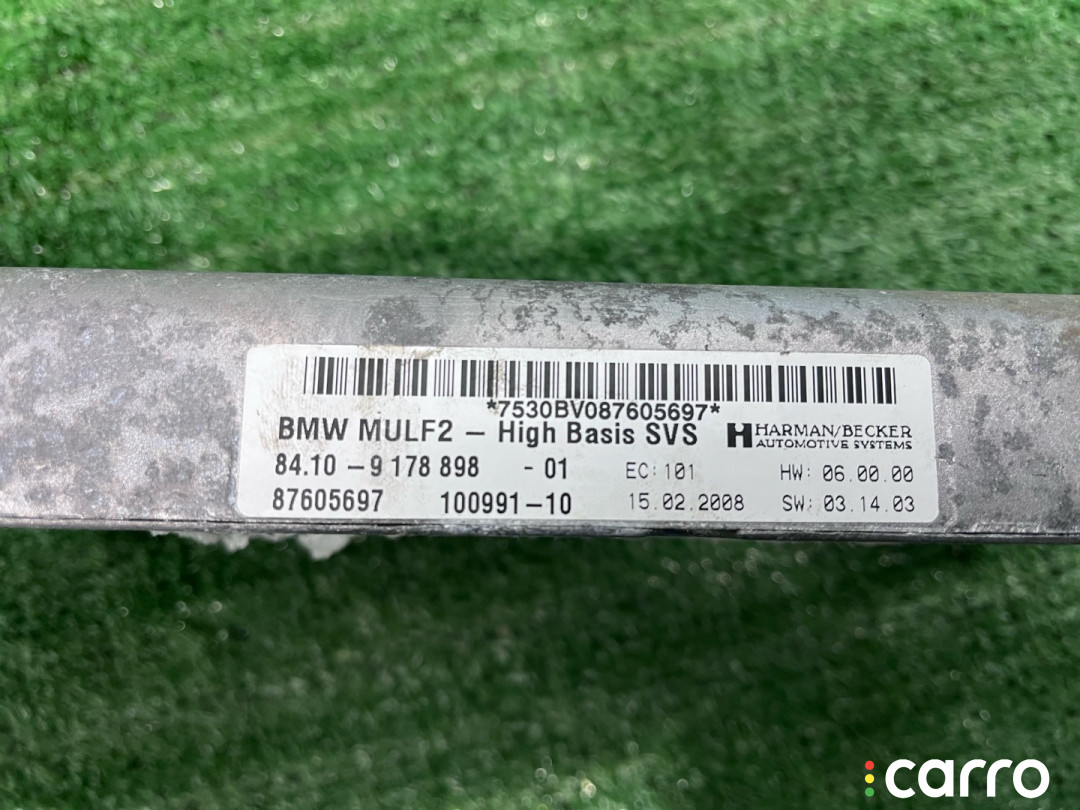 *7530BV087605697*
BMW MULF2 – High Basis SVS
HARMAN/BECKER
AUTOMOTIVE SYSTEMS
84.10 – 9 178 898 - 01 EC: 101 HW: 06.00.00
87605697 100991–10 15.02.2008 SW: 03.14.03
carro